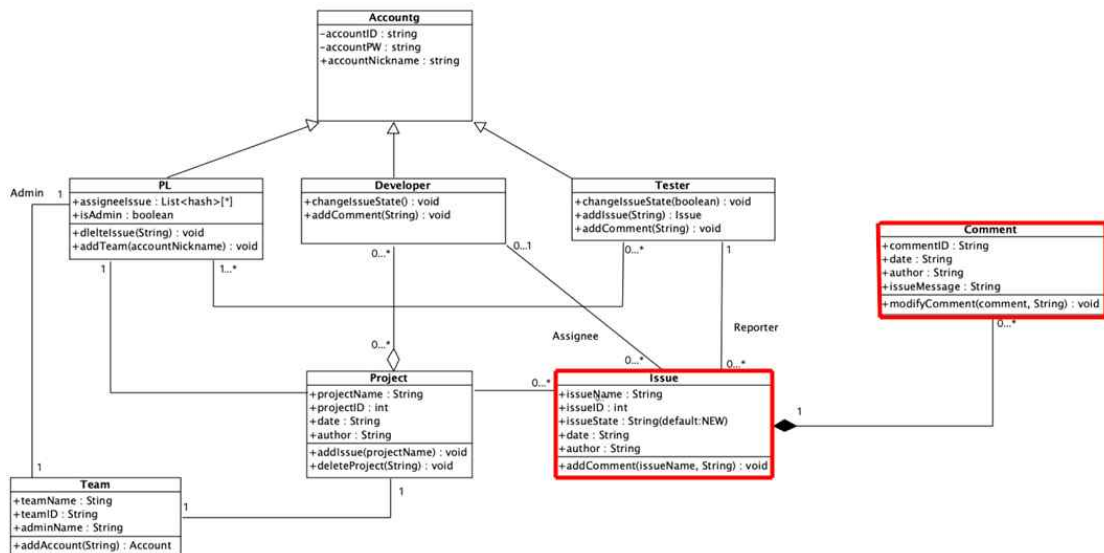 Accountg
-accountID : string
-accountPW : string
+accountNickname : string
Admin
1
PL
+assigneeIssue : List<hash>[*]
+isAdmin : boolean
+dlelteIssue(String) : void
+addTeam(accountNickname) : void
1
1...*
Developer
+changeIssueState() : void
+addComment(String) : void
0...*
0...1
Tester
+changeIssueState(boolean) : void
+addIssue(String) : Issue
+addComment(String) : void
0...*
1
Comment
+commentID : String
+date : String
+author : String
+issueMessage : String
+modifyComment(comment, String) : void
0...*
Assignee
Reporter
0...*
0...*
0...*
Project
+projectName : String
+projectID : int
+date : String
+author : String
+addIssue(projectName) : void
+deleteProject(String) : void
0...*
1
Issue
+issueName : String
0...*
+issueID : int
+issueState : String(default:NEW)
+date : String
+author : String
+addComment(issueName, String) : void
1
1
Team
+teamName : Sting
+teamID : String
+adminName : String
+addAccount(String) : Account
1